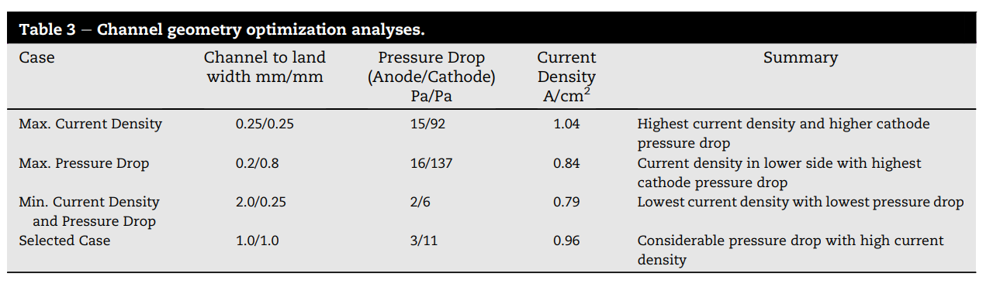 Table 3 – Channel geometry optimization analyses.
Case Channel to land Pressure Drop Current Summary
width mm/mm (Anode/Cathode) Density
Pa/Pa A/cm²
Max. Current Density 0.25/0.25 15/92 1.04 Highest current density and higher cathode
pressure drop
Max. Pressure Drop 0.2/0.8 16/137 0.84 Current density in lower side with highest
cathode pressure drop
Min. Current Density 2.0/0.25 2/6 0.79 Lowest current density with lowest pressure drop
and Pressure Drop
Selected Case 1.0/1.0 3/11 0.96 Considerable pressure drop with high current
density